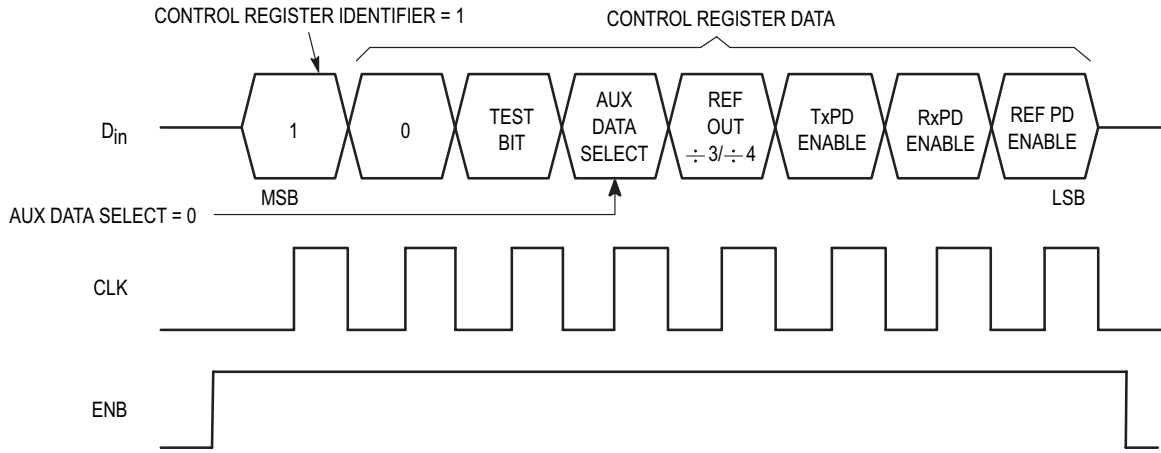 CONTROL REGISTER IDENTIFIER = 1
CONTROL REGISTER DATA
Din
1
0
TEST
BIT
AUX
DATA
SELECT
REF
OUT
÷ 3/÷ 4
TxPD
ENABLE
RxPD
ENABLE
REF PD
ENABLE
MSB
LSB
AUX DATA SELECT = 0
CLK
ENB